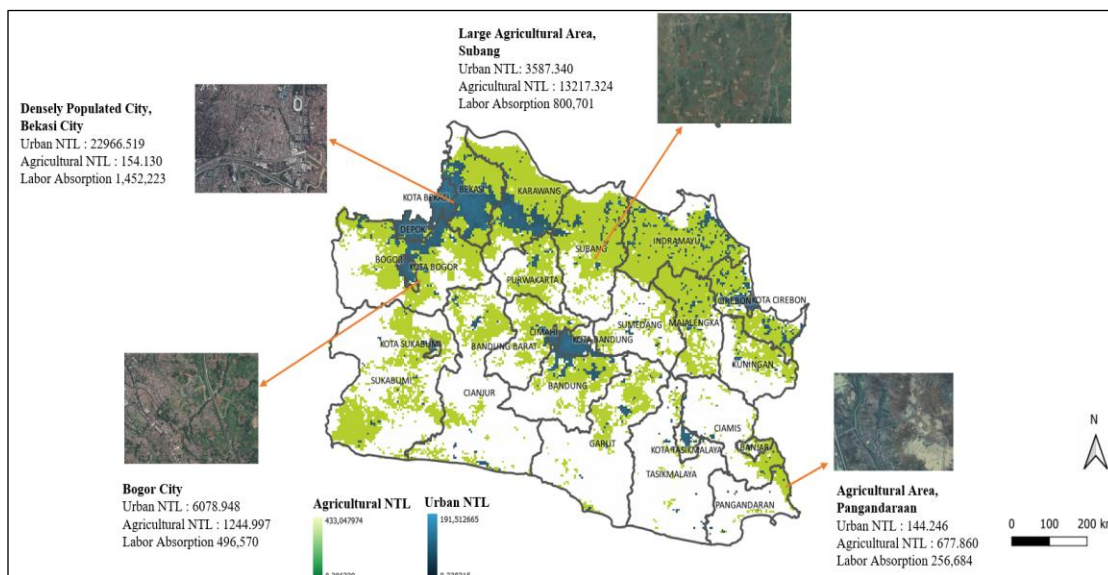 Large Agricultural Area,
Subang
Urban NTL: 3587.340
Agricultural NTL : 13217.324
Labor Absorption 800,701
Densely Populated City,
Bekasi City
Urban NTL : 22966.519
Agricultural NTL : 154.130
Labor Absorption 1,452,223
KOTA BEKASI
BEKASI
KARAWANG
DEPOK
BOGOR
KOTA BOGOR
SUBANG
INDRAMAYU
PURWAKARTA
CIREBON
KOTA CIREBON
SUMEDANG
MAJALENGKA
CIMAHI
KOTA BANDUNG
KOTA SUKABUMI
BANDUNG BARAT
KUNINGAN
SUKABUMI
CIANJUR
BANDUNG
CIAMIS
GARUT
KOTA TASIKMALAYA
BANJAR
TASIKMALAYA
PANGANDARAN
Bogor City
Urban NTL : 6078.948
Agricultural NTL : 1244.997
Labor Absorption 496,570
Agricultural NTL
433,047974
Urban NTL
191,512665
Agricultural Area,
Pangandaraan
Urban NTL : 144.246
Agricultural NTL : 677.860
Labor Absorption 256,684
N
0 100 200 km